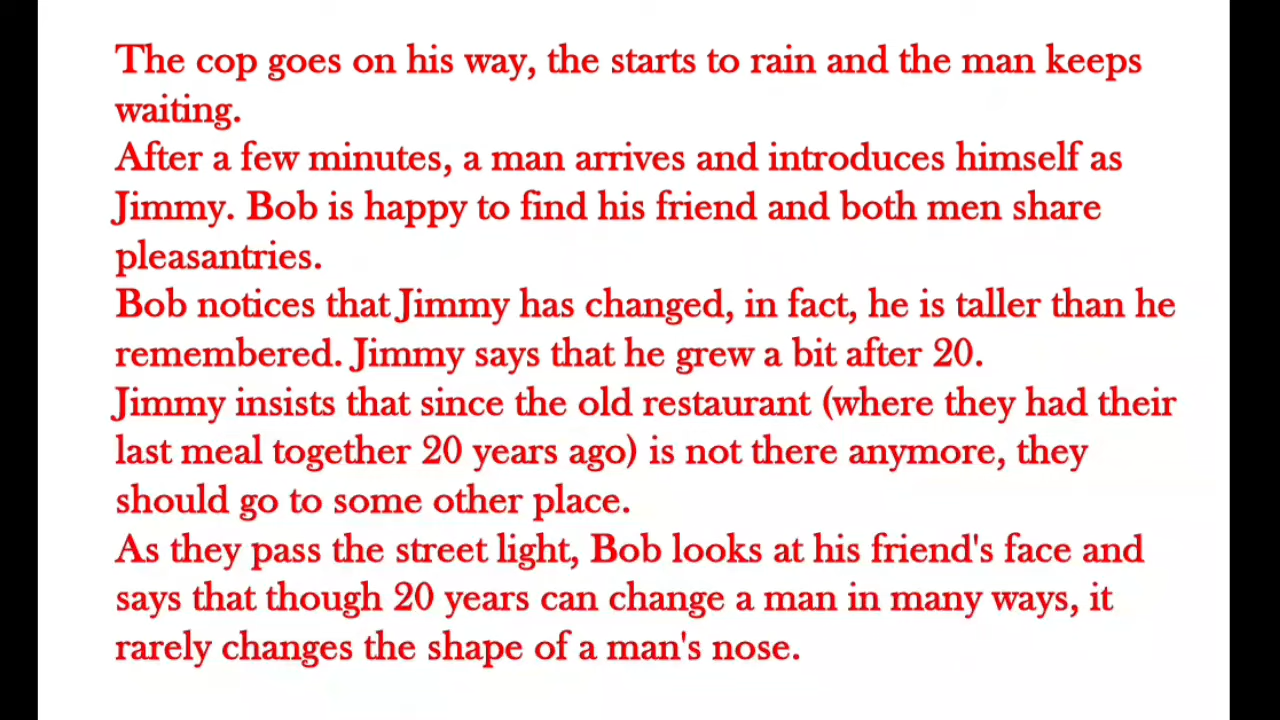 The cop goes on his way, the starts to rain and the man keeps
waiting.
After a few minutes, a man arrives and introduces himself as
Jimmy. Bob is happy to find his friend and both men share
pleasantries.
Bob notices that Jimmy has changed, in fact, he is taller than he
remembered. Jimmy says that he grew a bit after 20.
Jimmy insists that since the old restaurant (where they had their
last meal together 20 years ago) is not there anymore, they
should go to some other place.
As they pass the street light, Bob looks at his friend's face and
says that though 20 years can change a man in many ways, it
rarely changes the shape of a man's nose.